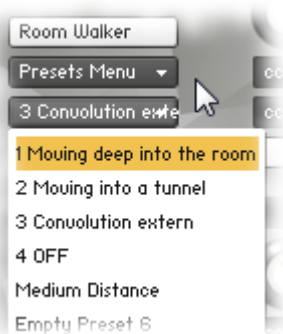 Room Walker
Presets Menu
3 Convolution exte
1 Moving deep into the room
2 Moving into a tunnel
3 Convolution extern
4 OFF
Medium Distance
Empty Preset 6